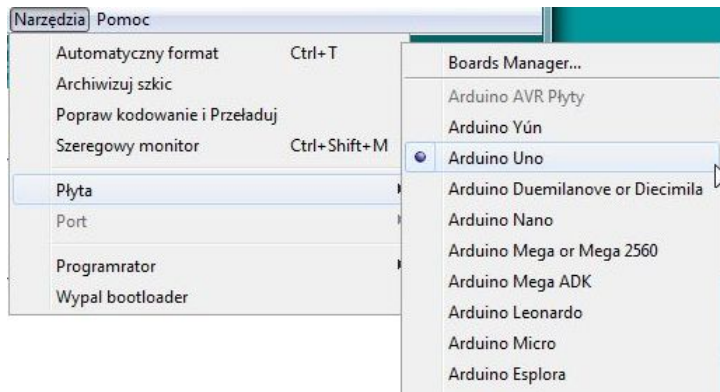 Narzędzia Pomoc
Automatyczny format Ctrl+T
Archiwizuj szkic
Popraw kodowanie i Przeładuj
Szeregowy monitor Ctrl+Shift+M
Płyta
Port
Programrator
Wypal bootloader
Boards Manager...
Arduino AVR Płyty
Arduino Yún
Arduino Uno
Arduino Duemilanove or Diecimila
Arduino Nano
Arduino Mega or Mega 2560
Arduino Mega ADK
Arduino Leonardo
Arduino Micro
Arduino Esplora